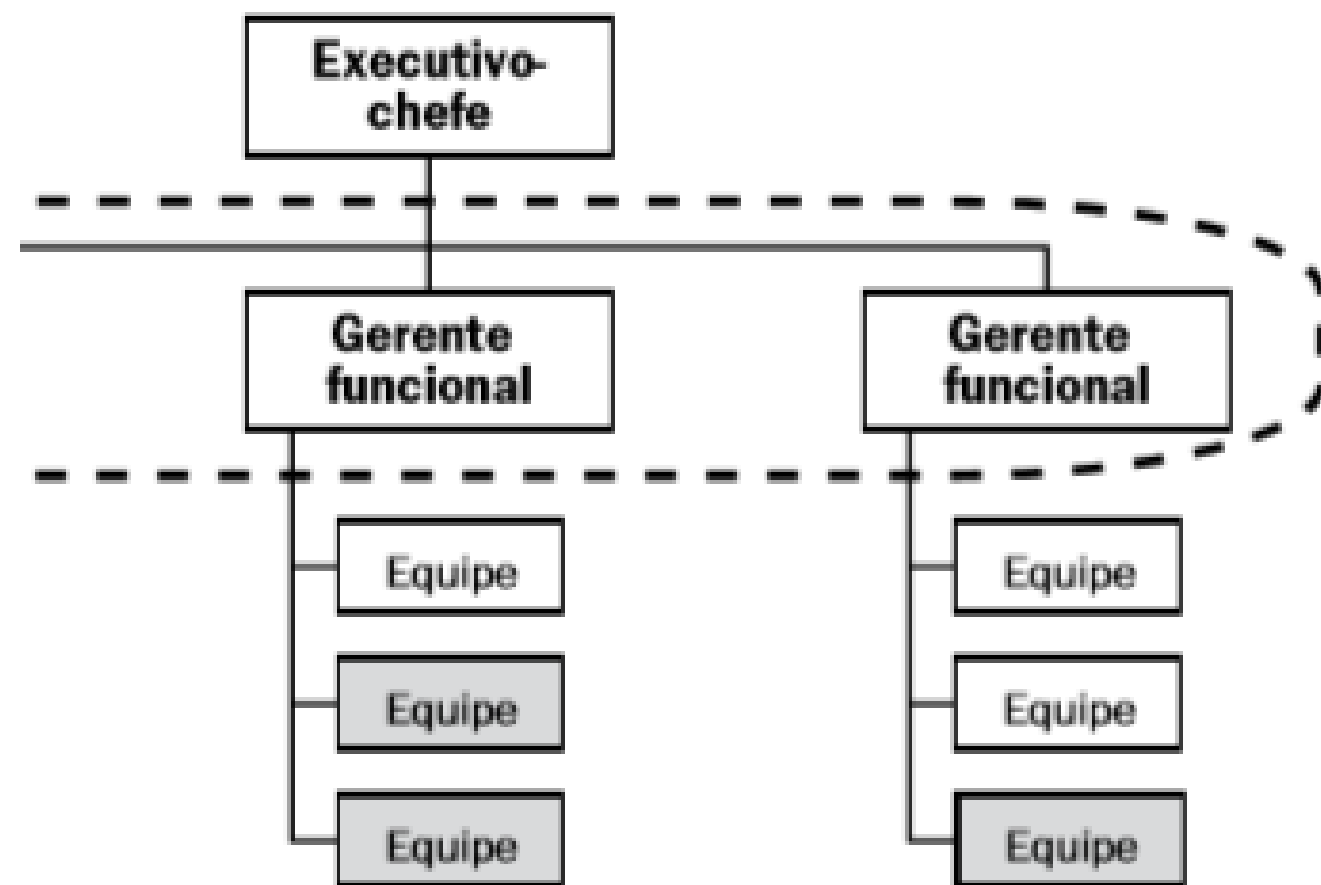 Executivo-
chefe
Gerente
funcional
Gerente
funcional
Equipe
Equipe
Equipe
Equipe
Equipe
Equipe